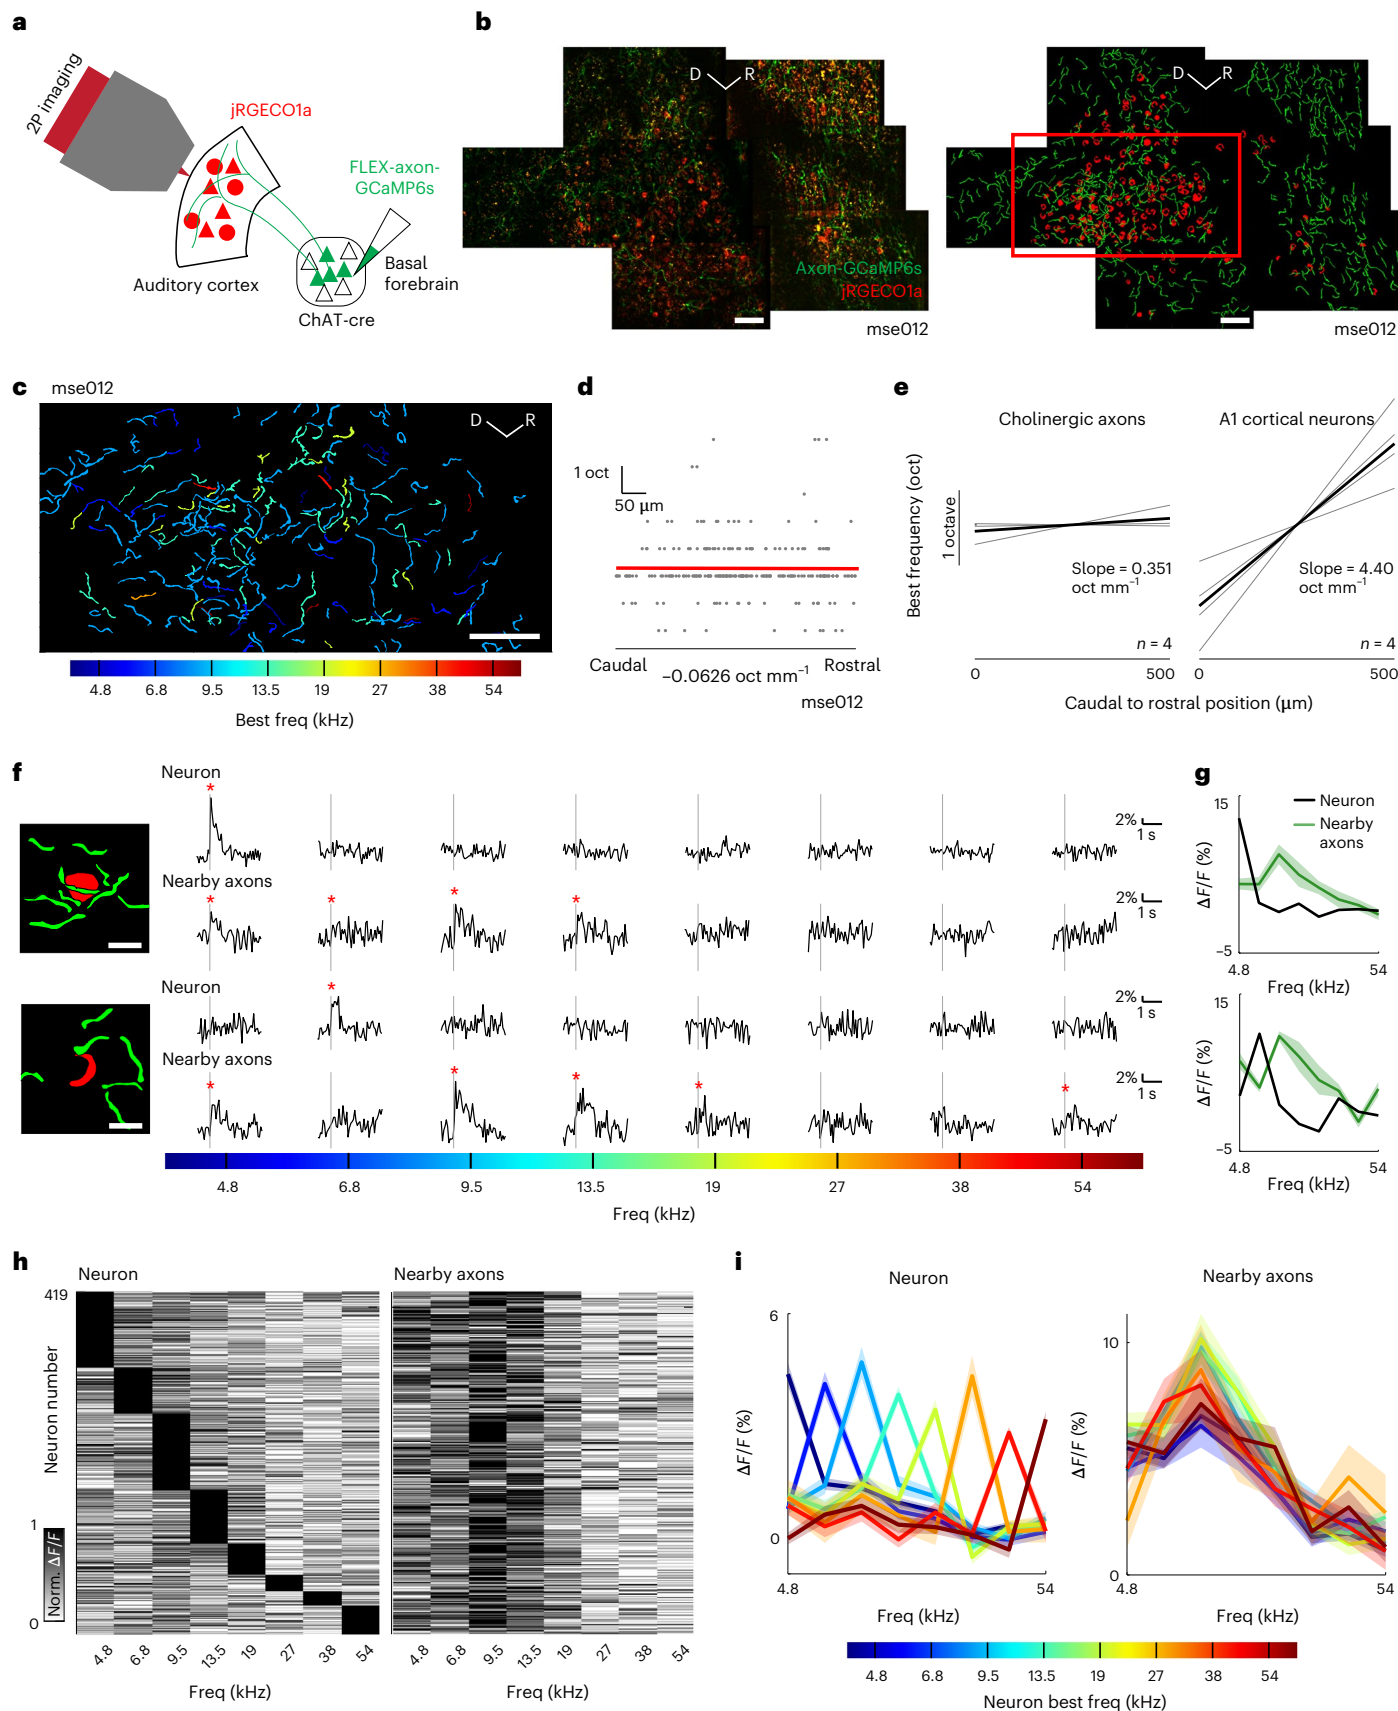 a
2P imaging
jRGECO1a
FLEX-axon-
GCaMP6s
Auditory cortex
Basal
forebrain
ChAT-cre
b
D R
Axon-GCaMP6s
jRGECO1a
mse012
D R
mse012
c
mse012
D R
4.8 6.8 9.5 13.5 19 27 38 54
Best freq (kHz)
d
1 oct
50 μm
Caudal
Rostral
–0.0626 oct mm⁻¹
mse012
e
Cholinergic axons
A1 cortical neurons
Best frequency (oct)
1 octave
Slope = 0.351
oct mm⁻¹
Slope = 4.40
oct mm⁻¹
n = 4
n = 4
0 500
0 500
Caudal to rostral position (μm)
f
Neuron
*
2%
1 s
Nearby axons
* * * *
2%
1 s
Neuron
*
2%
1 s
Nearby axons
* * * * *
2%
1 s
4.8 6.8 9.5 13.5 19 27 38 54
Freq (kHz)
g
15
Neuron
Nearby
axons
ΔF/F (%)
–5
4.8 54
Freq (kHz)
15
ΔF/F (%)
–5
4.8 54
Freq (kHz)
h
Neuron
Nearby axons
419
Neuron number
1
Norm. ΔF/F
0
4.8 6.8 9.5 13.5 19 27 38 54
Freq (kHz)
4.8 6.8 9.5 13.5 19 27 38 54
Freq (kHz)
i
Neuron
Nearby axons
6
ΔF/F (%)
0
4.8 54
Freq (kHz)
10
ΔF/F (%)
0
4.8 54
Freq (kHz)
4.8 6.8 9.5 13.5 19 27 38 54
Neuron best freq (kHz)